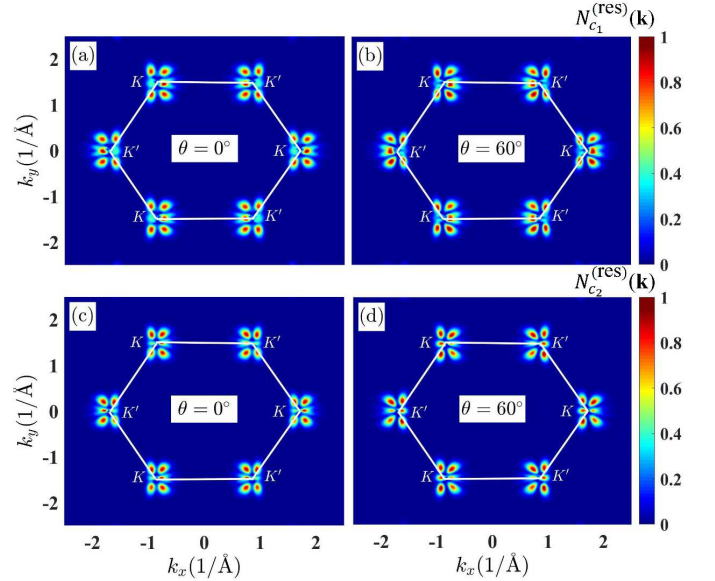 N_{c_1}^{(res)}(k)
(a)
(b)
K
K'
K
K'
K'
θ = 0°
K
K'
θ = 60°
K
K
K'
K
K'
k_y(1/Å)
2
1
0
-1
-2
1
0.8
0.6
0.4
0.2
0
N_{c_2}^{(res)}(k)
(c)
(d)
K
K'
K
K'
K'
θ = 0°
K
K'
θ = 60°
K
K
K'
K
K'
k_y(1/Å)
2
1
0
-1
-2
1
0.8
0.6
0.4
0.2
0
-2
-1
0
1
2
-2
-1
0
1
2
k_x(1/Å)
k_x(1/Å)